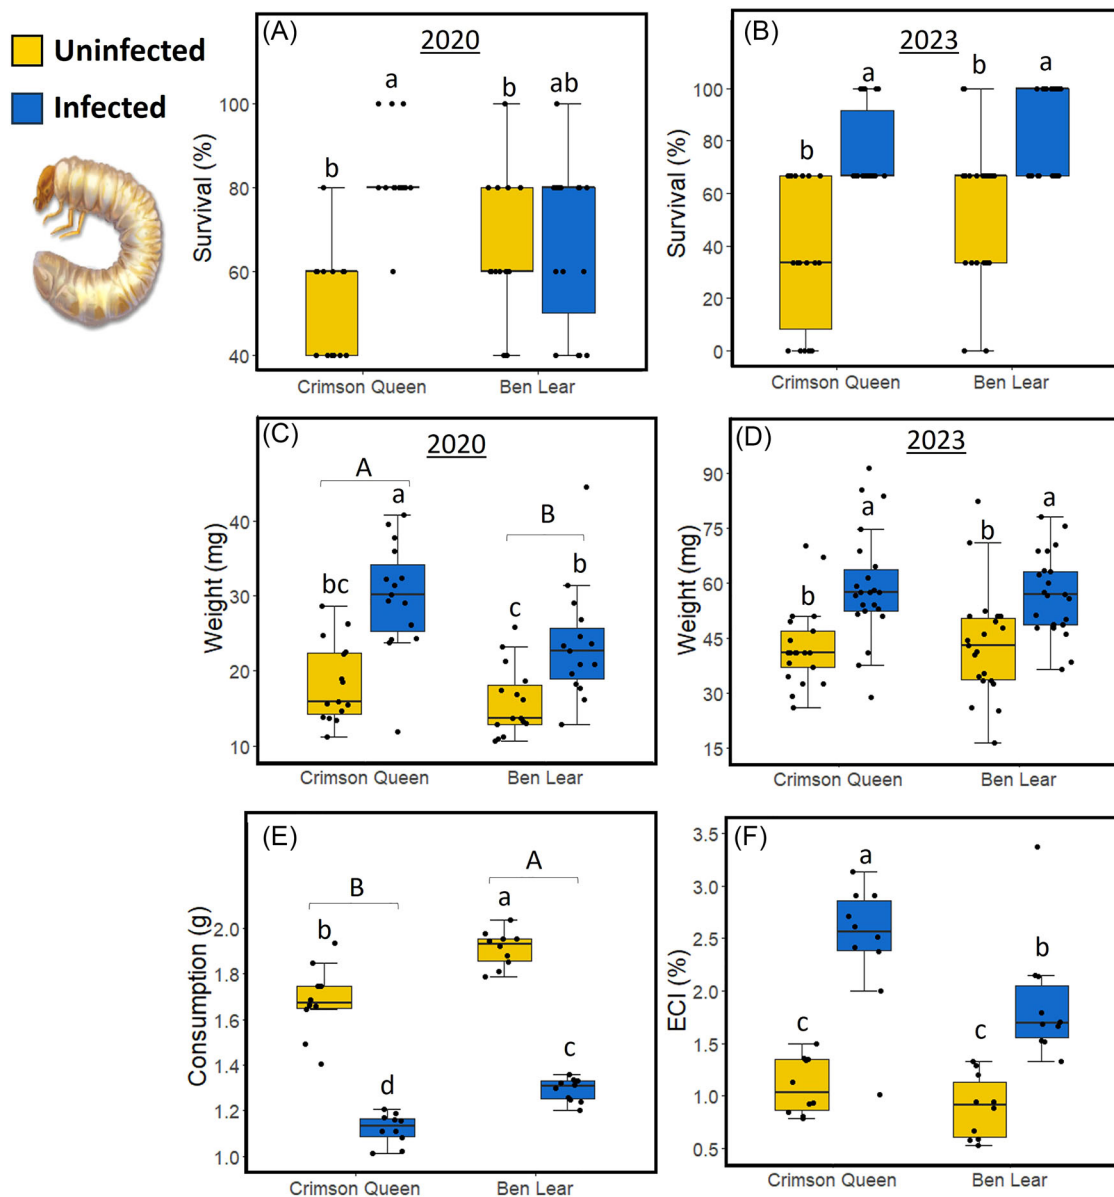 Uninfected
Infected
(A)
2020
Survival (%)
100
80
60
40
b
a
b
ab
Crimson Queen
Ben Lear
(B)
2023
Survival (%)
100
80
60
40
20
0
b
a
b
a
Crimson Queen
Ben Lear
(C)
2020
Weight (mg)
40
30
20
10
A
bc
a
B
c
b
Crimson Queen
Ben Lear
(D)
2023
Weight (mg)
90
75
60
45
30
15
b
a
b
a
Crimson Queen
Ben Lear
(E)
Consumption (g)
2.0
1.8
1.6
1.4
1.2
1.0
B
b
d
A
a
c
Crimson Queen
Ben Lear
(F)
ECI (%)
3.5
3.0
2.5
2.0
1.5
1.0
0.5
c
a
c
b
Crimson Queen
Ben Lear